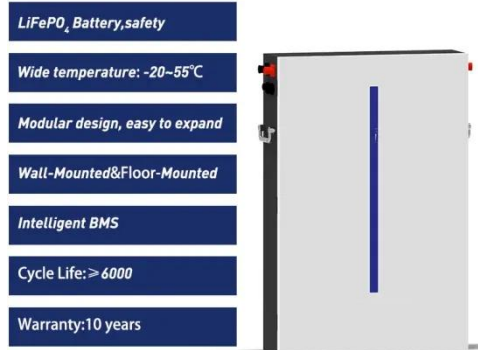 LiFePO₄ Battery,safety
Wide temperature: -20~55℃
Modular design, easy to expand
Wall-Mounted&Floor-Mounted
Intelligent BMS
Cycle Life:≥6000
Warranty:10 years